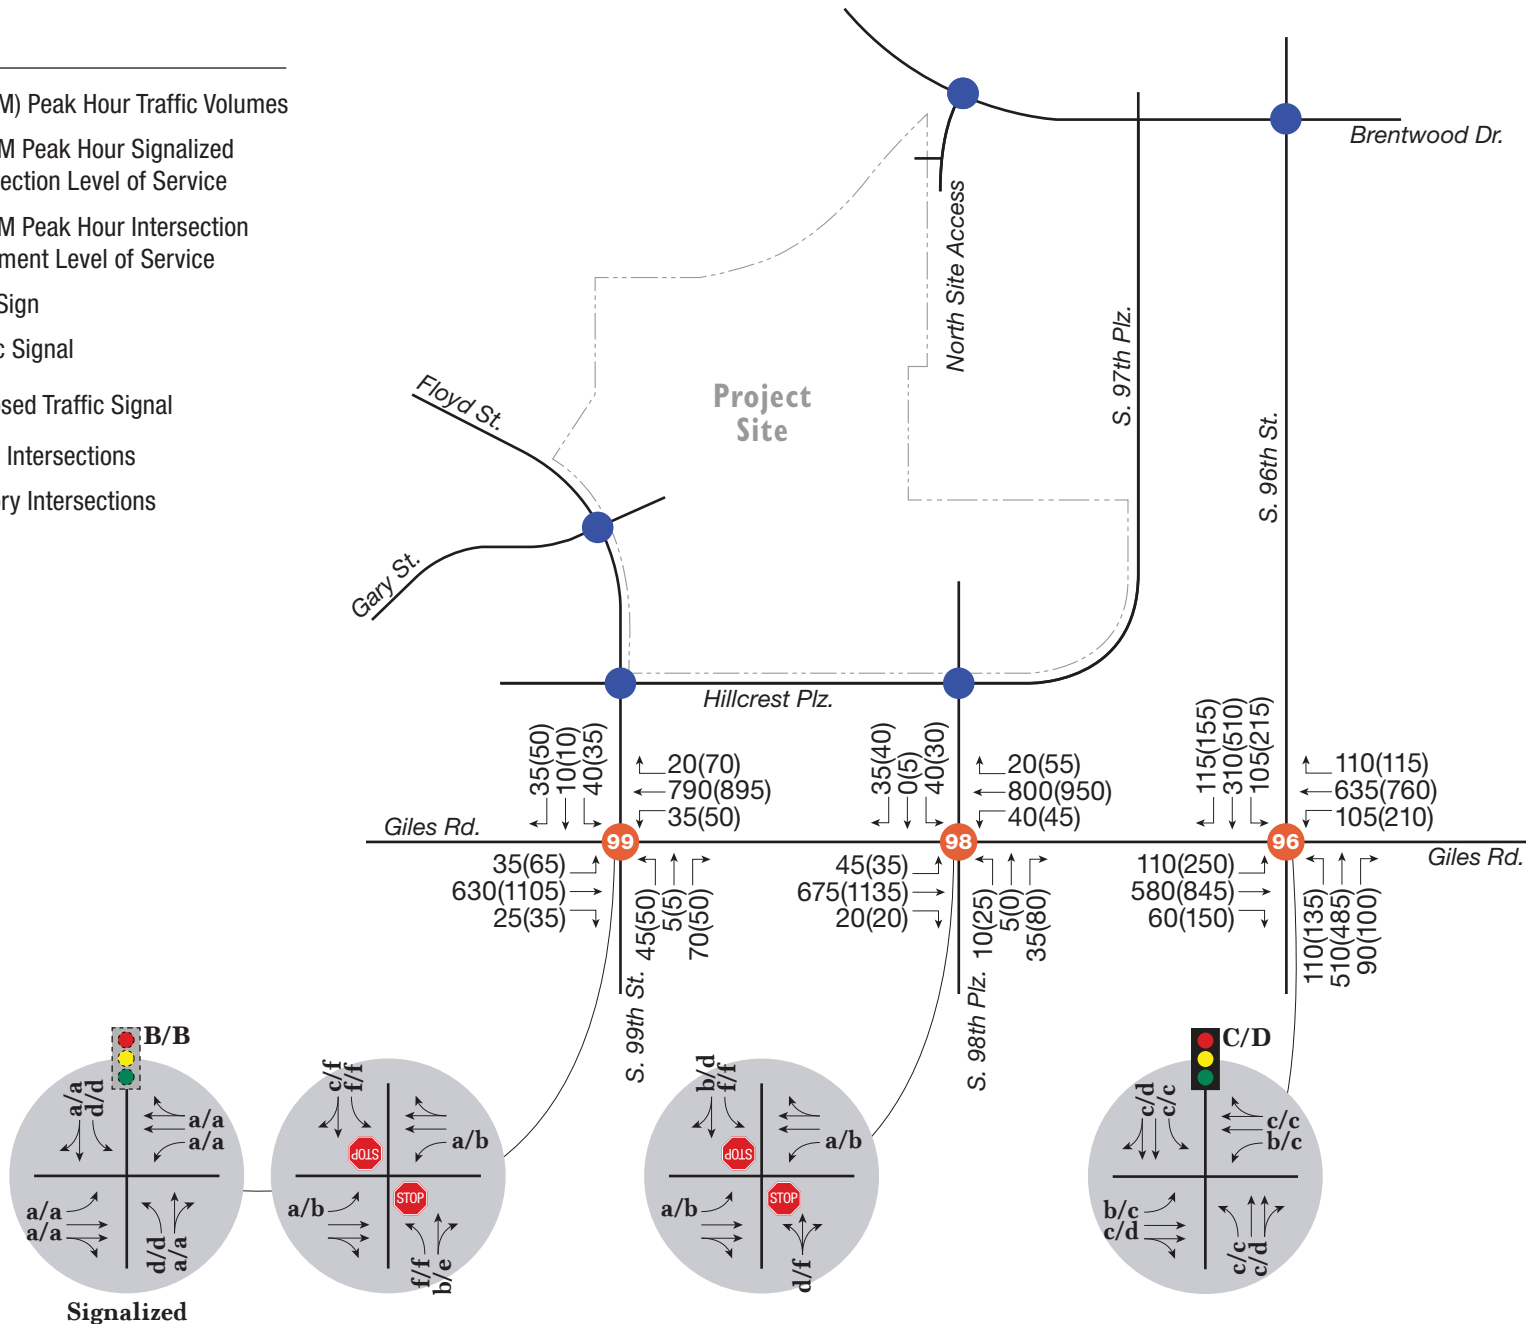 M) Peak Hour Traffic Volumes
M Peak Hour Signalized
ection Level of Service
M Peak Hour Intersection
ment Level of Service
Sign
c Signal
sed Traffic Signal
Intersections
ry Intersections
Brentwood Dr.
North Site Access
S. 97th Plz.
S. 96th St.
Project
Site
Floyd St.
Gary St.
Hillcrest Plz.
35(50)
10(10)
40(35)
20(70)
790(895)
35(50)
35(40)
0(5)
40(30)
20(55)
800(950)
40(45)
115(155)
310(510)
105(215)
110(115)
635(760)
105(210)
Giles Rd.
99
98
96
Giles Rd.
35(65)
630(1105)
25(35)
45(50)
5(5)
70(50)
45(35)
675(1135)
20(20)
10(25)
5(0)
35(80)
110(250)
580(845)
60(150)
110(135)
510(485)
90(100)
S. 99th St.
S. 98th Plz.
B/B
a/a
d/d
a/a
a/a
a/a
a/a
d/d
a/a
Signalized
c/f
f/f
a/b
STOP
STOP
a/b
f/f
b/e
b/d
f/f
a/b
STOP
STOP
a/b
d/f
C/D
c/d
c/c
c/c
b/c
b/c
c/d
c/c
c/d